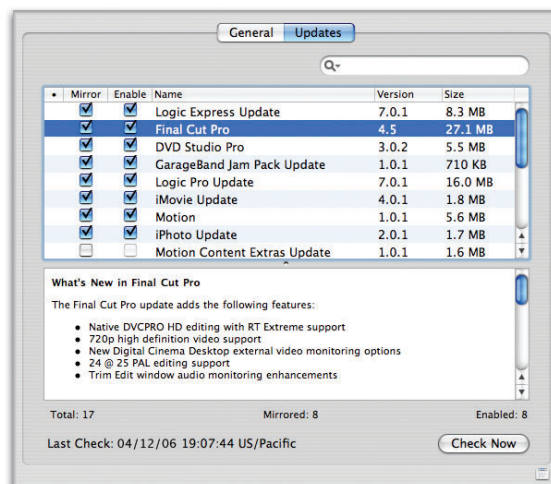 General Updates
• Mirror Enable Name Version Size
Logic Express Update 7.0.1 8.3 MB
Final Cut Pro 4.5 27.1 MB
DVD Studio Pro 3.0.2 5.5 MB
GarageBand Jam Pack Update 1.0.1 710 KB
Logic Pro Update 7.0.1 16.0 MB
iMovie Update 4.0.1 1.8 MB
Motion 1.0.1 5.6 MB
iPhoto Update 2.0.1 1.7 MB
Motion Content Extras Update 1.0.1 1.6 MB
What's New in Final Cut Pro
The Final Cut Pro update adds the following features:
• Native DVCPRO HD editing with RT Extreme support
• 720p high definition video support
• New Digital Cinema Desktop external video monitoring options
• 24 @ 25 PAL editing support
• Trim Edit window audio monitoring enhancements
Total: 17 Mirrored: 8 Enabled: 8
Last Check: 04/12/06 19:07:44 US/Pacific Check Now